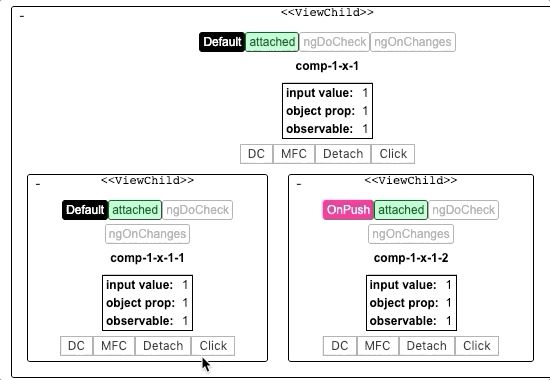 <<ViewChild>>
-
Default attached ngDoCheck ngOnChanges
comp-1-x-1
input value: 1
object prop: 1
observable: 1
DC MFC Detach Click
<<ViewChild>>
-
Default attached ngDoCheck
ngOnChanges
comp-1-x-1-1
input value: 1
object prop: 1
observable: 1
DC MFC Detach Click
<<ViewChild>>
-
OnPush attached ngDoCheck
ngOnChanges
comp-1-x-1-2
input value: 1
object prop: 1
observable: 1
DC MFC Detach Click